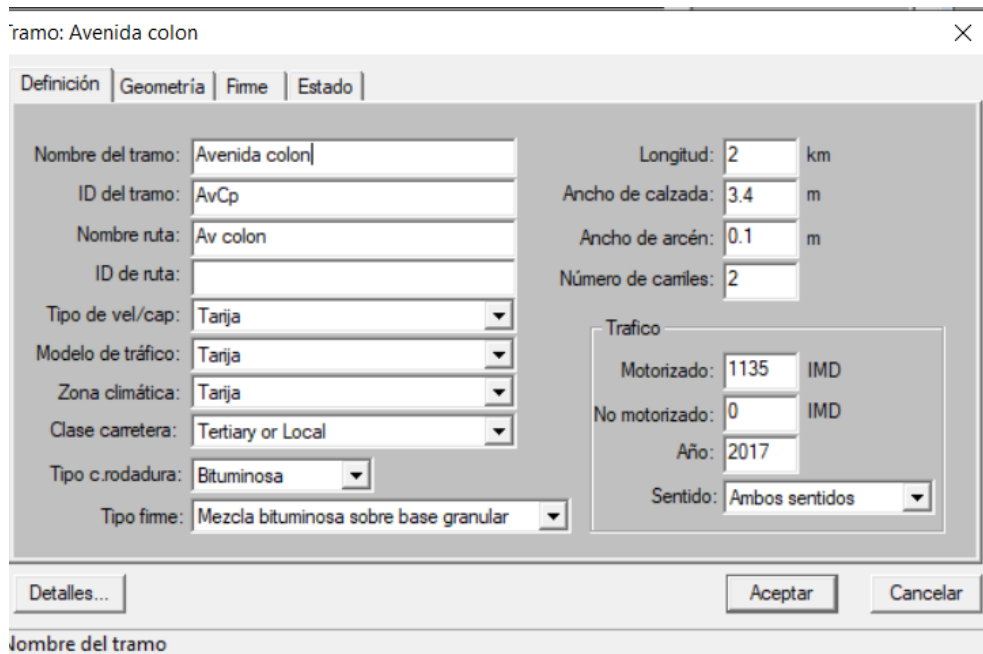 Tramo: Avenida colon
Definición Geometría Firme Estado
Nombre del tramo: Avenida colon
ID del tramo: AvCp
Nombre ruta: Av colon
ID de ruta:
Tipo de vel/cap: Tarija
Modelo de tráfico: Tarija
Zona climática: Tarija
Clase carretera: Tertiary or Local
Tipo c.rodadura: Bituminosa
Tipo firme: Mezcla bituminosa sobre base granular
Longitud: 2 km
Ancho de calzada: 3.4 m
Ancho de arcén: 0.1 m
Número de carriles: 2
Trafico
Motorizado: 1135 IMD
No motorizado: 0 IMD
Año: 2017
Sentido: Ambos sentidos
Detalles... Aceptar Cancelar
Nombre del tramo